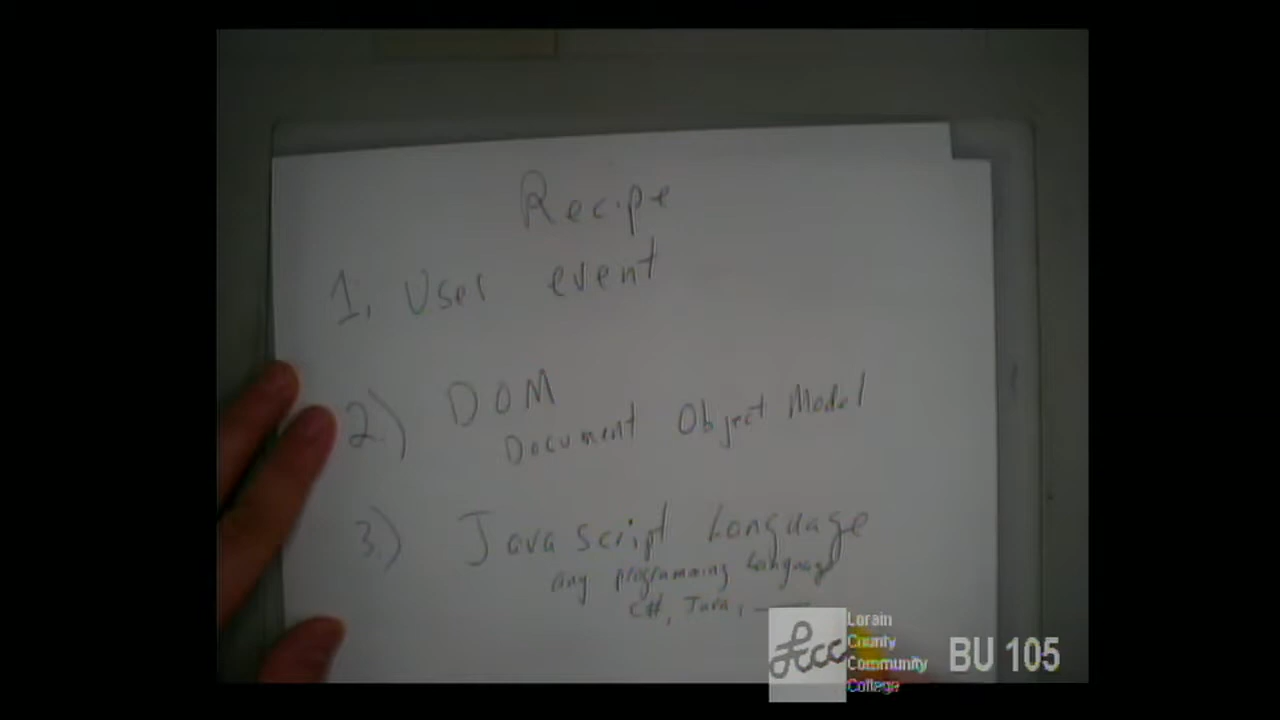 Recipe
1. User event
2.) DOM
Document Object Model
3.) JavaScript Language
any programming language
C#, Java, ——
Lorain
County
Community
College
lccc
BU 105